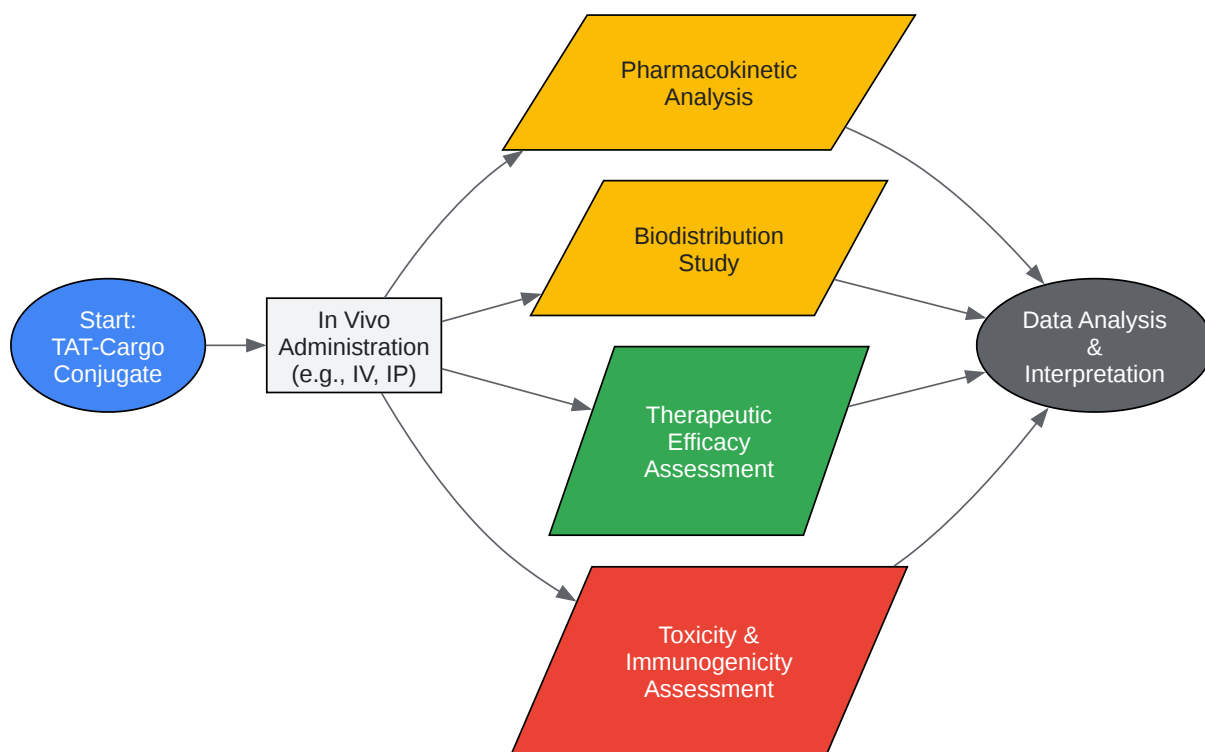 Start:
TAT-Cargo
Conjugate
In Vivo
Administration
(e.g., IV, IP)
Pharmacokinetic
Analysis
Biodistribution
Study
Therapeutic
Efficacy
Assessment
Toxicity &
Immunogenicity
Assessment
Data Analysis
&
Interpretation